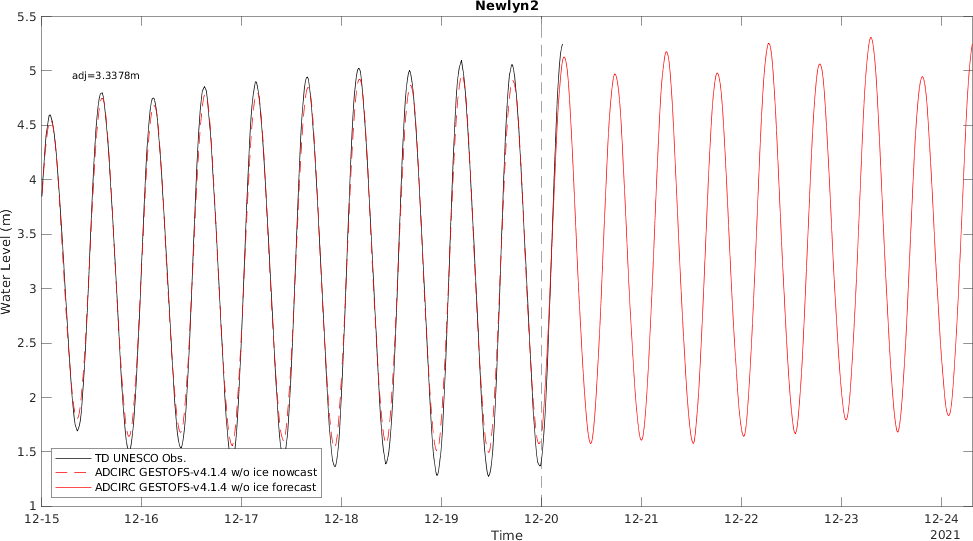 Newlyn2
adj=3.3378m
Water Level (m)
5.5
5
4.5
4
3.5
3
2.5
2
1.5
1
TD UNESCO Obs.
ADCIRC GESTOFS-v4.1.4 w/o ice nowcast
ADCIRC GESTOFS-v4.1.4 w/o ice forecast
12-15 12-16 12-17 12-18 12-19 12-20 12-21 12-22 12-23 12-24
Time 2021